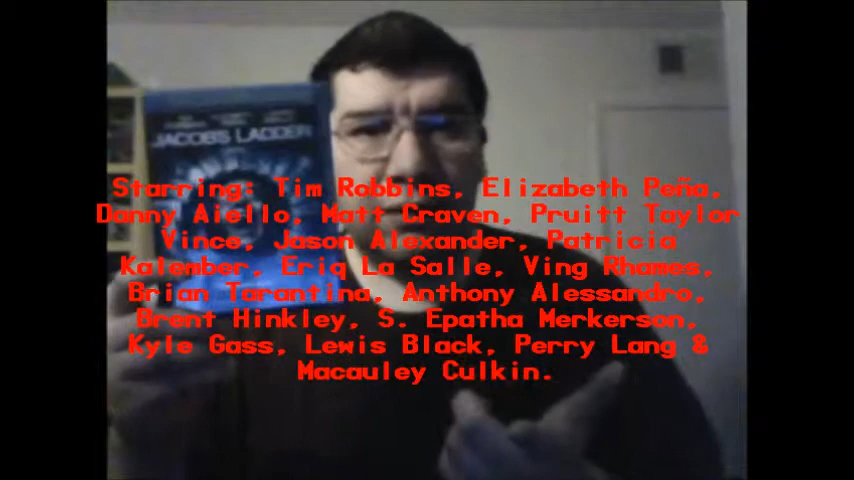 JACOB'S LADDER
Starring: Tim Robbins, Elizabeth Peña,
Danny Aiello, Matt Craven, Pruitt Taylor
Vince, Jason Alexander, Patricia
Kalember, Eriq La Salle, Ving Rhames,
Brian Tarantina, Anthony Alessandro,
Brent Hinkley, S. Epatha Merkerson,
Kyle Gass, Lewis Black, Perry Lang &
Macauley Culkin.